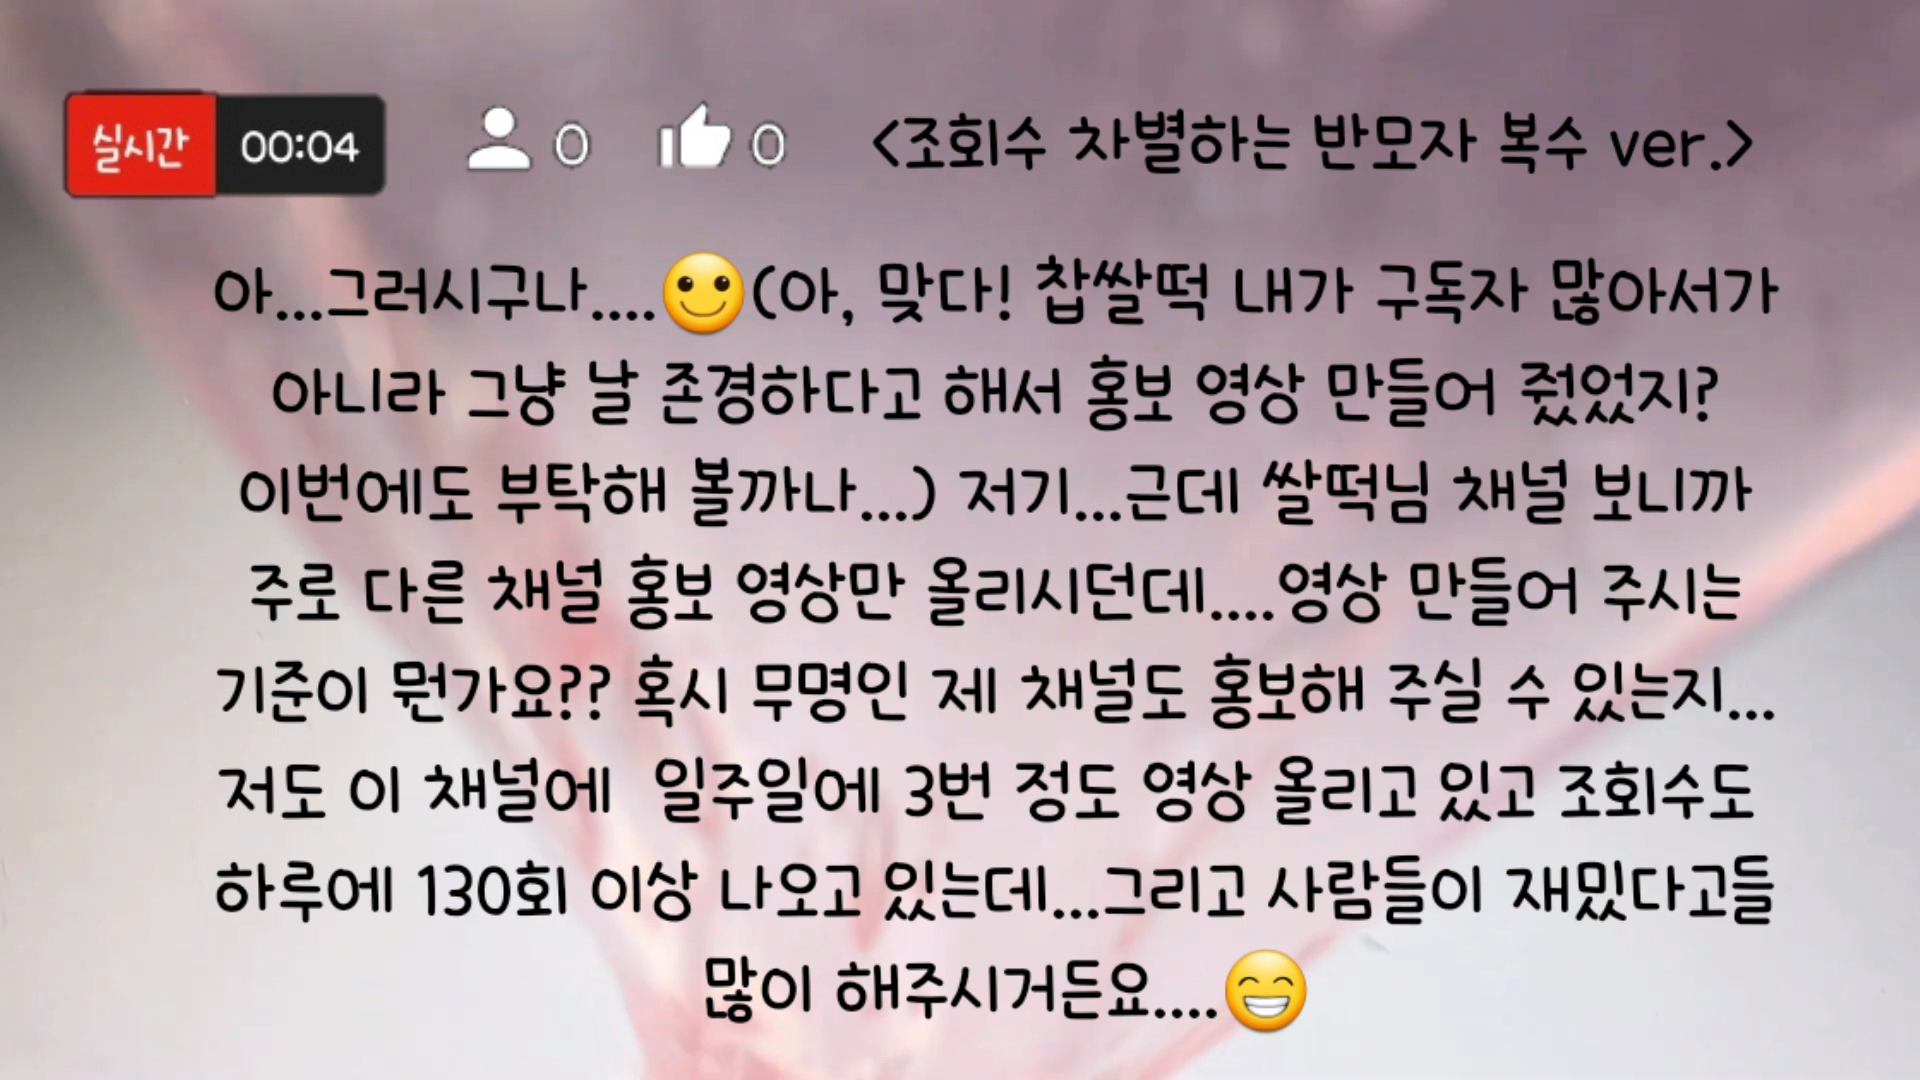 실시간 00:04 0 0 <조회수 차별하는 반모자 복수 ver.>
아...그러시구나....🙂(아, 맞다! 찹쌀떡 내가 구독자 많아서가
아니라 그냥 날 존경하다고 해서 홍보 영상 만들어 줬었지?
이번에도 부탁해 볼까나...) 저기...근데 쌀떡님 채널 보니까
주로 다른 채널 홍보 영상만 올리시던데....영상 만들어 주시는
기준이 뭔가요?? 혹시 무명인 제 채널도 홍보해 주실 수 있는지...
저도 이 채널에 일주일에 3번 정도 영상 올리고 있고 조회수도
하루에 130회 이상 나오고 있는데...그리고 사람들이 재밌다고들
많이 해주시거든요....😁